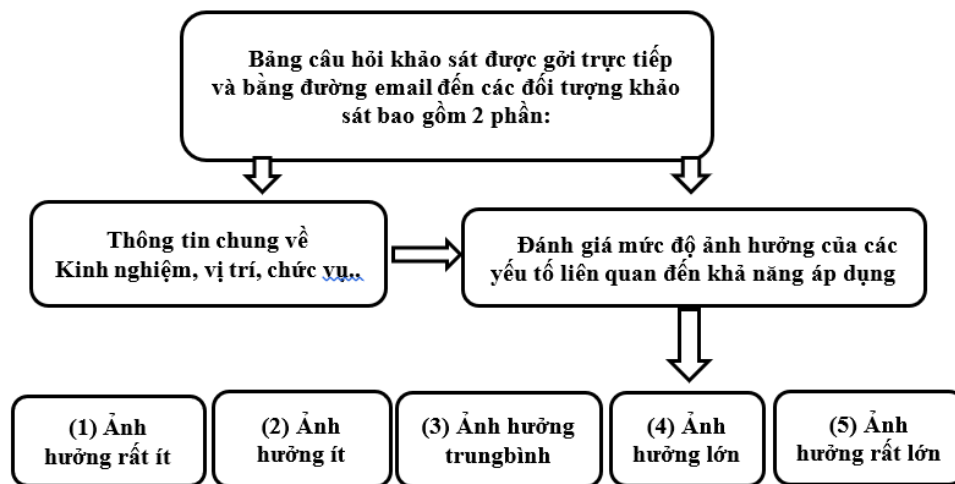 Bảng câu hỏi khảo sát được gởi trực tiếp
và bằng đường email đến các đối tượng khảo
sát bao gồm 2 phần:
Thông tin chung về
Kinh nghiệm, vị trí, chức vụ..
Đánh giá mức độ ảnh hưởng của các
yếu tố liên quan đến khả năng áp dụng
(1) Ảnh
hưởng rất ít
(2) Ảnh
hưởng ít
(3) Ảnh hưởng
trungbình
(4) Ảnh
hưởng lớn
(5) Ảnh
hưởng rất lớn